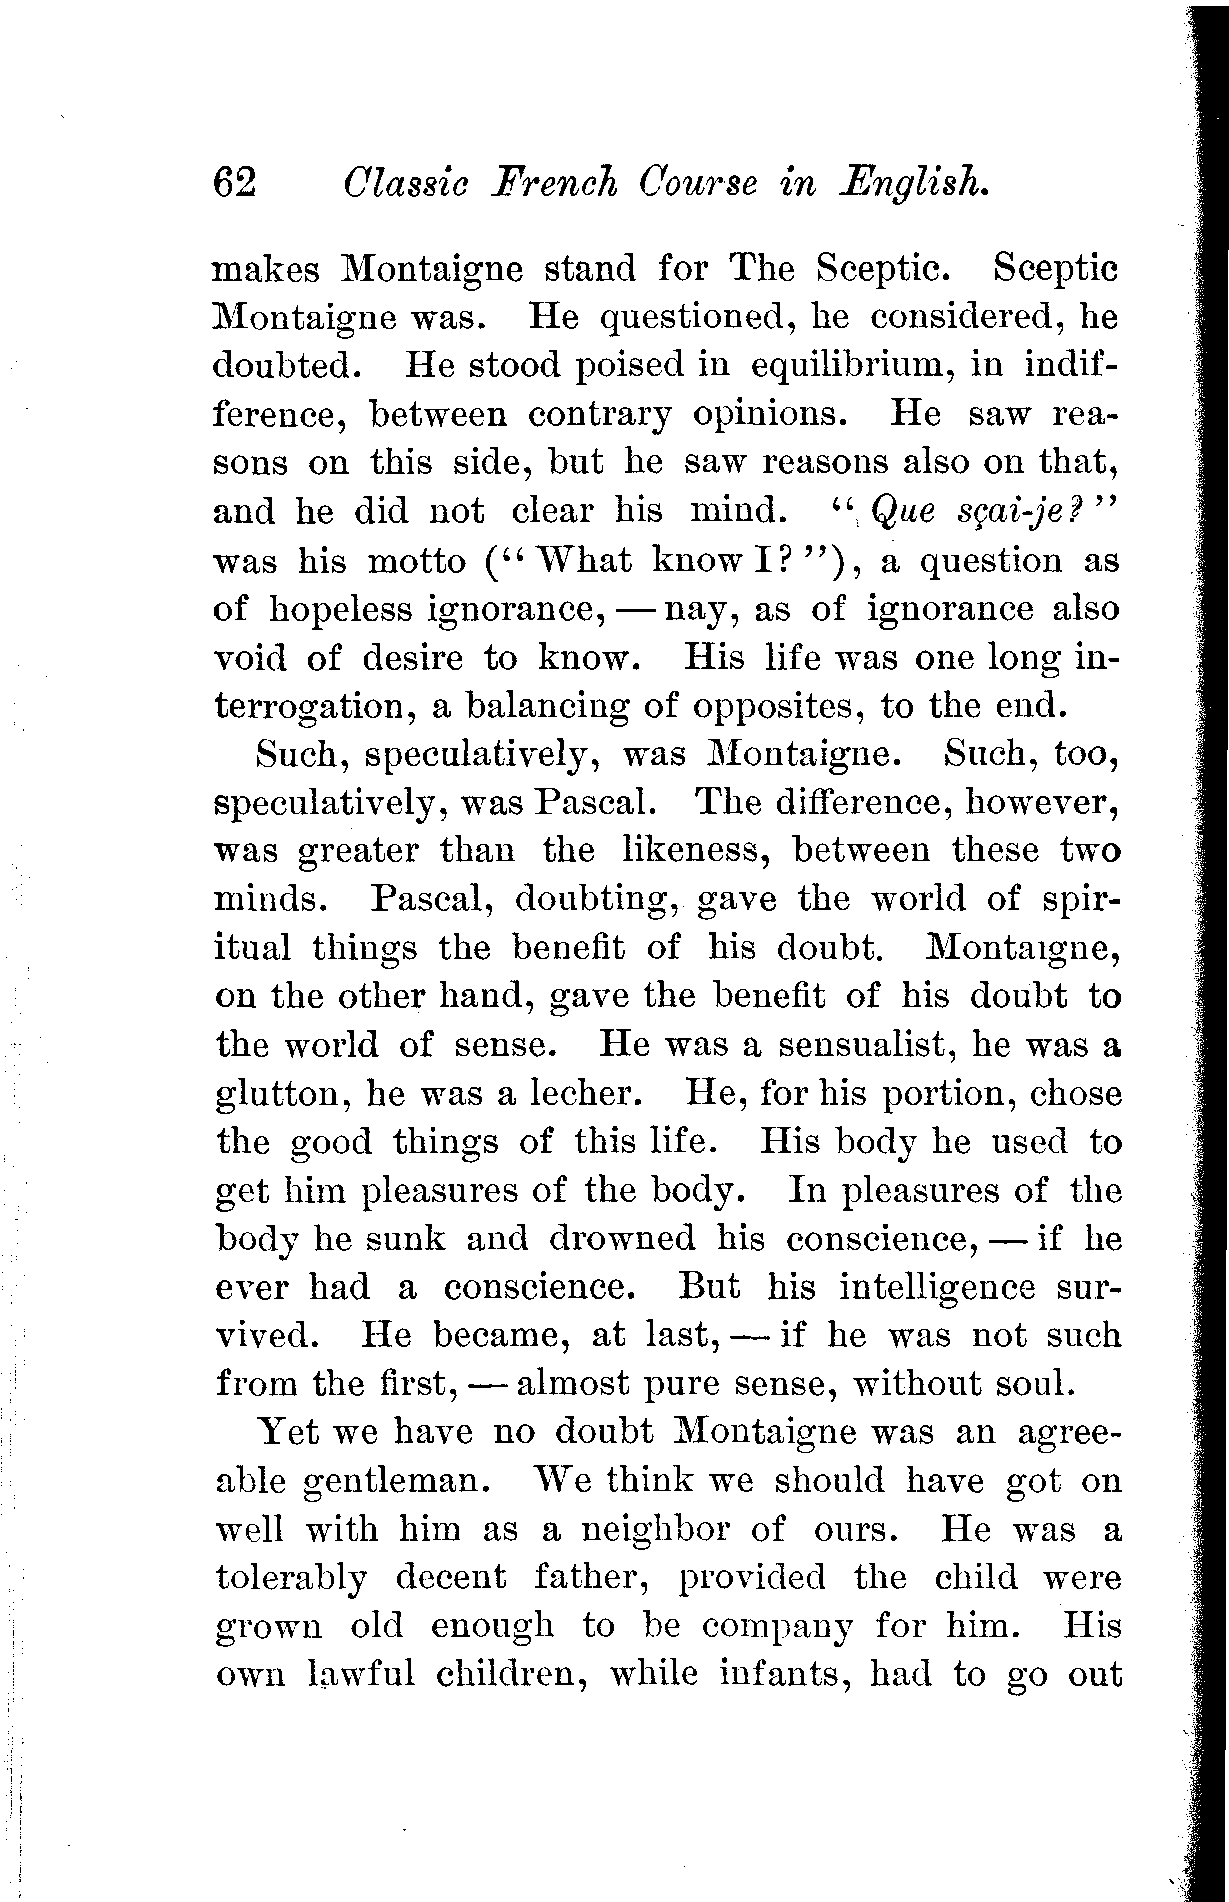 62 Classic French Course in English.
makes Montaigne stand for The Sceptic. Sceptic
Montaigne was. He questioned, he considered, he
doubted. He stood poised in equilibrium, in indif-
ference, between contrary opinions. He saw rea-
sons on this side, but he saw reasons also on that,
and he did not clear his mind. “Que sçai-je?”
was his motto (“What know I?”), a question as
of hopeless ignorance, — nay, as of ignorance also
void of desire to know. His life was one long in-
terrogation, a balancing of opposites, to the end.
Such, speculatively, was Montaigne. Such, too,
speculatively, was Pascal. The difference, however,
was greater than the likeness, between these two
minds. Pascal, doubting, gave the world of spir-
itual things the benefit of his doubt. Montaigne,
on the other hand, gave the benefit of his doubt to
the world of sense. He was a sensualist, he was a
glutton, he was a lecher. He, for his portion, chose
the good things of this life. His body he used to
get him pleasures of the body. In pleasures of the
body he sunk and drowned his conscience, — if he
ever had a conscience. But his intelligence sur-
vived. He became, at last, — if he was not such
from the first, — almost pure sense, without soul.
Yet we have no doubt Montaigne was an agree-
able gentleman. We think we should have got on
well with him as a neighbor of ours. He was a
tolerably decent father, provided the child were
grown old enough to be company for him. His
own lawful children, while infants, had to go out